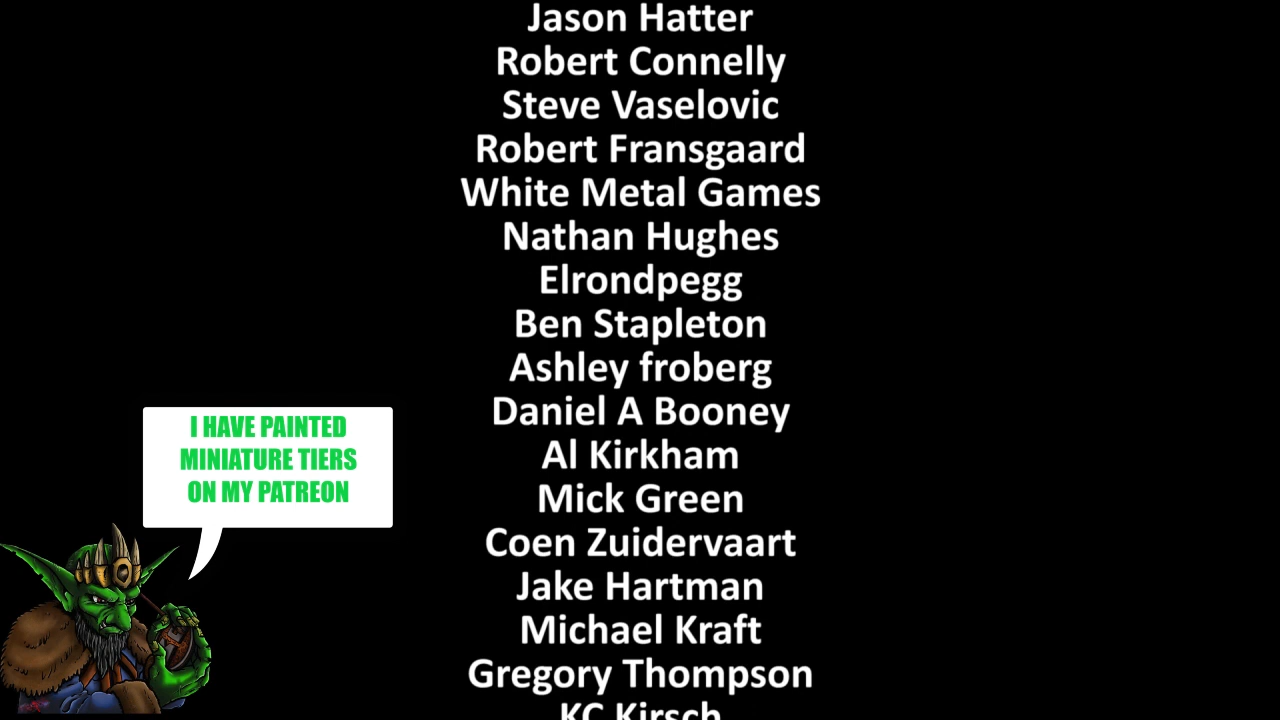 Jason Hatter
Robert Connelly
Steve Vaselovic
Robert Fransgaard
White Metal Games
Nathan Hughes
Elrondpegg
Ben Stapleton
Ashley froberg
Daniel A Booney
Al Kirkham
Mick Green
Coen Zuidervaart
Jake Hartman
Michael Kraft
Gregory Thompson
KC Kirsch
I HAVE PAINTED
MINIATURE TIERS
ON MY PATREON